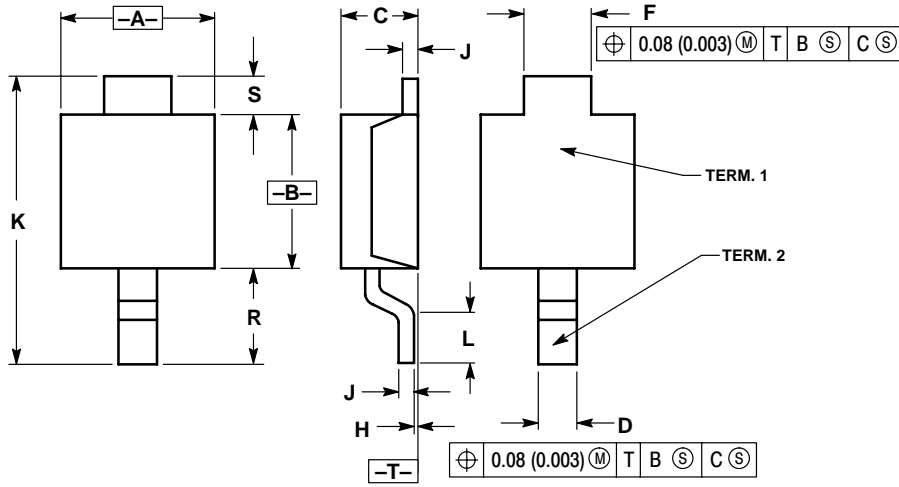 –A–
C
F
⌖ 0.08 (0.003) Ⓜ T B Ⓢ C Ⓢ
J
S
–B–
K
TERM. 1
TERM. 2
R
L
J
H
D
⌖ 0.08 (0.003) Ⓜ T B Ⓢ C Ⓢ
–T–